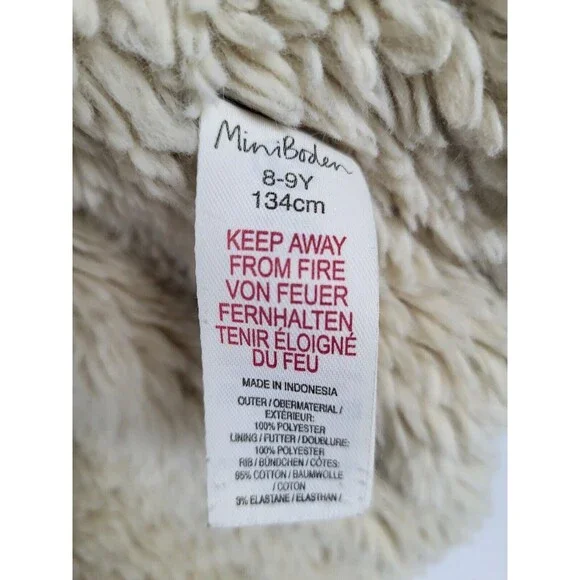 MiniBoden
8-9Y
134cm
KEEP AWAY
FROM FIRE
VON FEUER
FERNHALTEN
TENIR ÉLOIGNÉ
DU FEU
MADE IN INDONESIA
OUTER / OBERMATERIAL /
EXTÉRIEUR:
100% POLYESTER
LINING / FUTTER / DOUBLURE:
100% POLYESTER
RIB / BÜNDCHEN / CÔTES:
95% COTTON / BAUMWOLLE
/ COTON
3% ELASTANE / ELASTHAN /